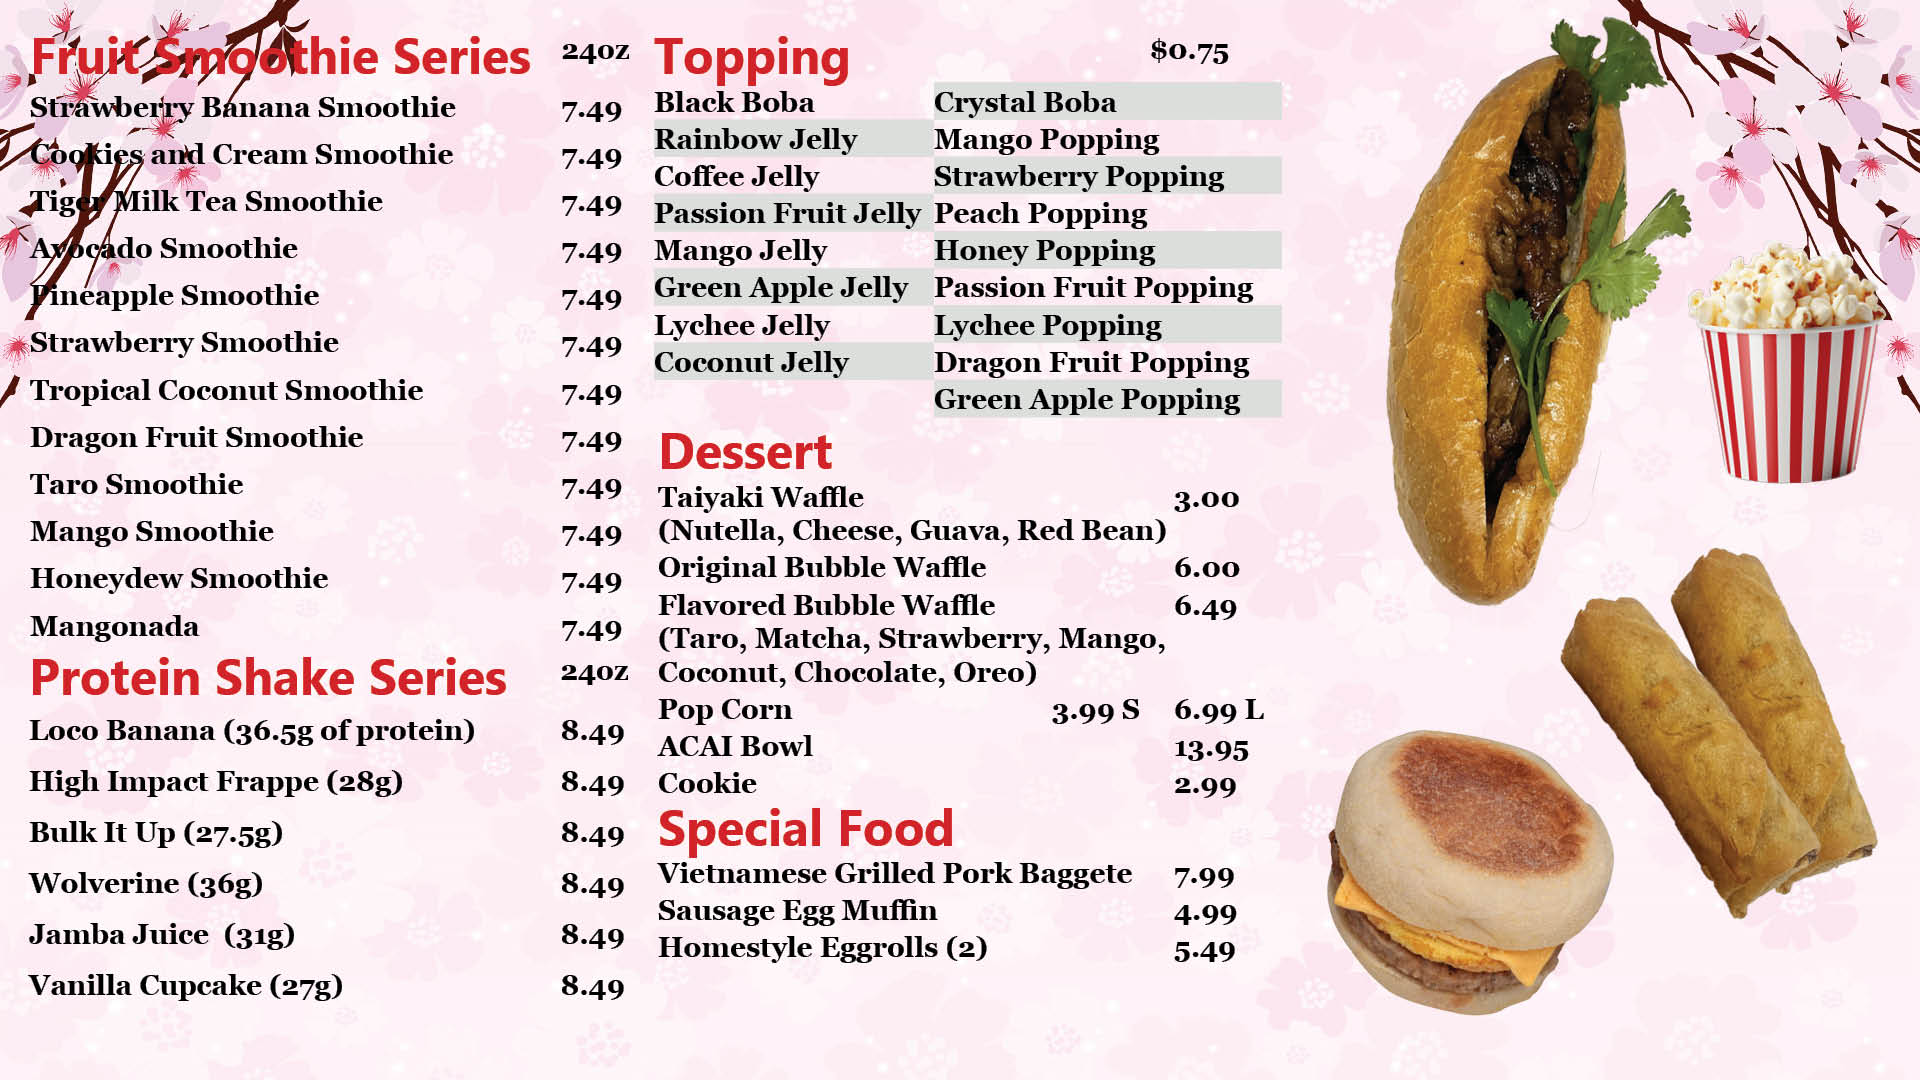 Fruit Smoothie Series 24oz
Strawberry Banana Smoothie 7.49
Cookies and Cream Smoothie 7.49
Tiger Milk Tea Smoothie 7.49
Avocado Smoothie 7.49
Pineapple Smoothie 7.49
Strawberry Smoothie 7.49
Tropical Coconut Smoothie 7.49
Dragon Fruit Smoothie 7.49
Taro Smoothie 7.49
Mango Smoothie 7.49
Honeydew Smoothie 7.49
Mangonada 7.49
Protein Shake Series 24oz
Loco Banana (36.5g of protein) 8.49
High Impact Frappe (28g) 8.49
Bulk It Up (27.5g) 8.49
Wolverine (36g) 8.49
Jamba Juice (31g) 8.49
Vanilla Cupcake (27g) 8.49
Topping $0.75
Black Boba Crystal Boba
Rainbow Jelly Mango Popping
Coffee Jelly Strawberry Popping
Passion Fruit Jelly Peach Popping
Mango Jelly Honey Popping
Green Apple Jelly Passion Fruit Popping
Lychee Jelly Lychee Popping
Coconut Jelly Dragon Fruit Popping
Green Apple Popping
Dessert
Taiyaki Waffle 3.00
(Nutella, Cheese, Guava, Red Bean)
Original Bubble Waffle 6.00
Flavored Bubble Waffle 6.49
(Taro, Matcha, Strawberry, Mango,
Coconut, Chocolate, Oreo)
Pop Corn 3.99 S 6.99 L
ACAI Bowl 13.95
Cookie 2.99
Special Food
Vietnamese Grilled Pork Baggete 7.99
Sausage Egg Muffin 4.99
Homestyle Eggrolls (2) 5.49